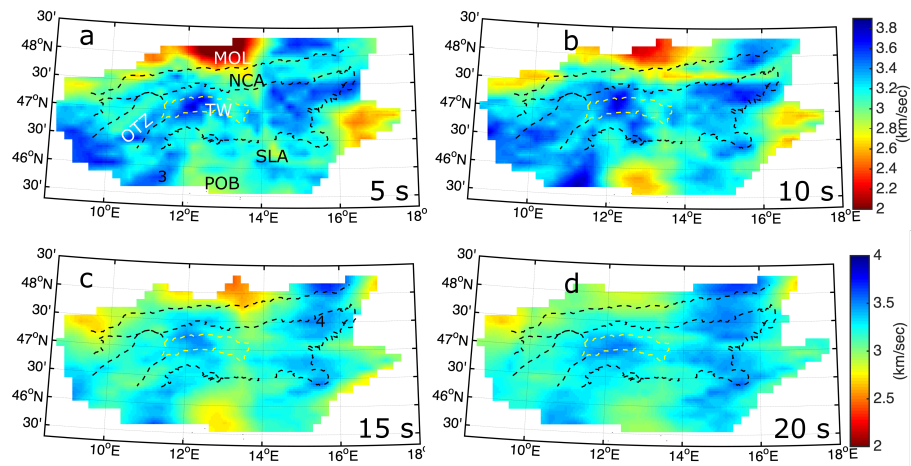 a
MOL
NCA
TW
OTZ
SLA
3
POB
5 s
30'
48°N
30'
47°N
30'
46°N
30'
10°E 12°E 14°E 16°E 18°
b
10 s
30'
48°N
30'
47°N
30'
46°N
30'
10°E 12°E 14°E 16°E 18°E
3.8
3.6
3.4
3.2
3
2.8
2.6
2.4
2.2
2
(km/sec)
c
4
15 s
30'
48°N
30'
47°N
30'
46°N
30'
10°E 12°E 14°E 16°E 18°
d
20 s
30'
48°N
30'
47°N
30'
46°N
30'
10°E 12°E 14°E 16°E 18°E
4
3.5
3
2.5
2
(km/sec)